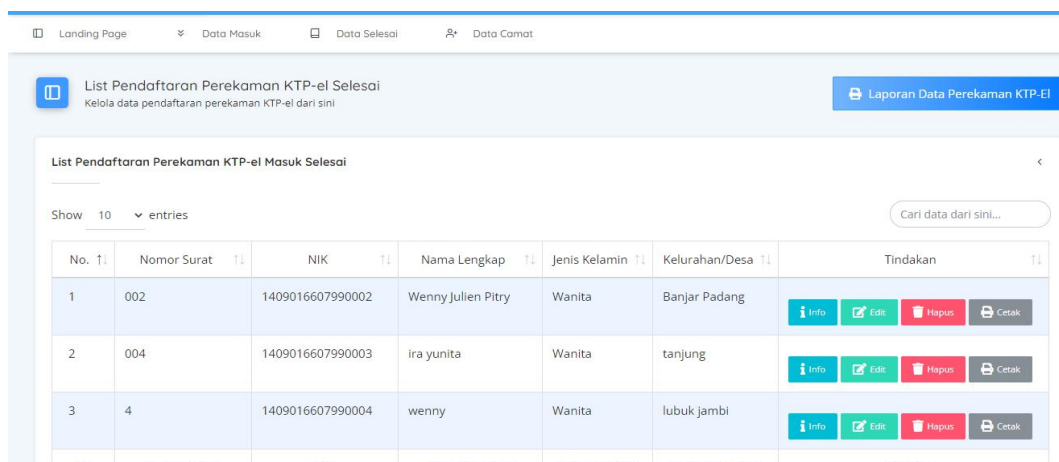 Landing Page Data Masuk Data Selesai Data Camat
List Pendaftaran Perekaman KTP-el Selesai
Kelola data pendaftaran perekaman KTP-el dari sini
Laporan Data Perekaman KTP-El
List Pendaftaran Perekaman KTP-el Masuk Selesai
Show 10 entries
Cari data dari sini...
No. Nomor Surat NIK Nama Lengkap Jenis Kelamin Kelurahan/Desa Tindakan
1 002 1409016607990002 Wenny Julien Pitry Wanita Banjar Padang Info Edit Hapus Cetak
2 004 1409016607990003 ira yunita Wanita tanjung Info Edit Hapus Cetak
3 4 1409016607990004 wenny Wanita lubuk jambi Info Edit Hapus Cetak